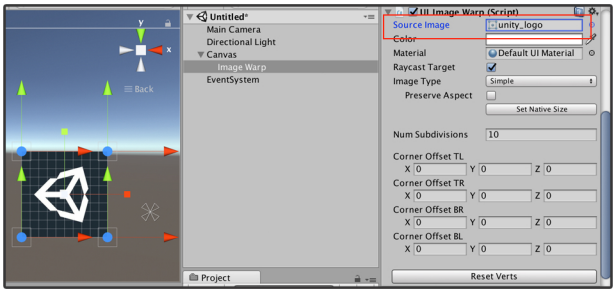 y
x
Back
Untitled*
Main Camera
Directional Light
Canvas
Image Warp
EventSystem
Project
UI Image Warp (Script)
Source Image unity_logo
Color
Material Default UI Material
Raycast Target
Image Type Simple
Preserve Aspect
Set Native Size
Num Subdivisions 10
Corner Offset TL
X 0 Y 0 Z 0
Corner Offset TR
X 0 Y 0 Z 0
Corner Offset BR
X 0 Y 0 Z 0
Corner Offset BL
X 0 Y 0 Z 0
Reset Verts